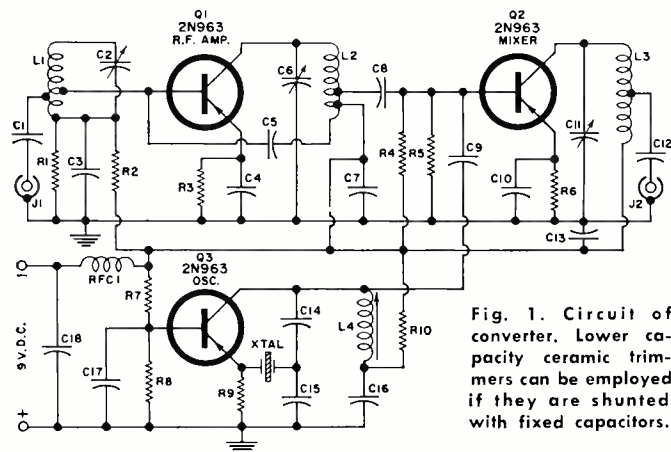 Q1
2N963
R.F. AMP.
Q2
2N963
MIXER
L1
C2
C6
L2
C8
L3
C1
C5
C11
C12
R1
C3
R2
R3
C4
C7
R4
R5
C9
C10
R6
J1
J2
C13
Q3
2N963
OSC.
RFC1
R7
C14
L4
R10
9 V.D.C.
C18
XTAL
C17
R8
R9
C15
C16
+
Fig. 1. Circuit of
converter. Lower ca-
pacity ceramic trim-
mers can be employed
if they are shunted
with fixed capacitors.